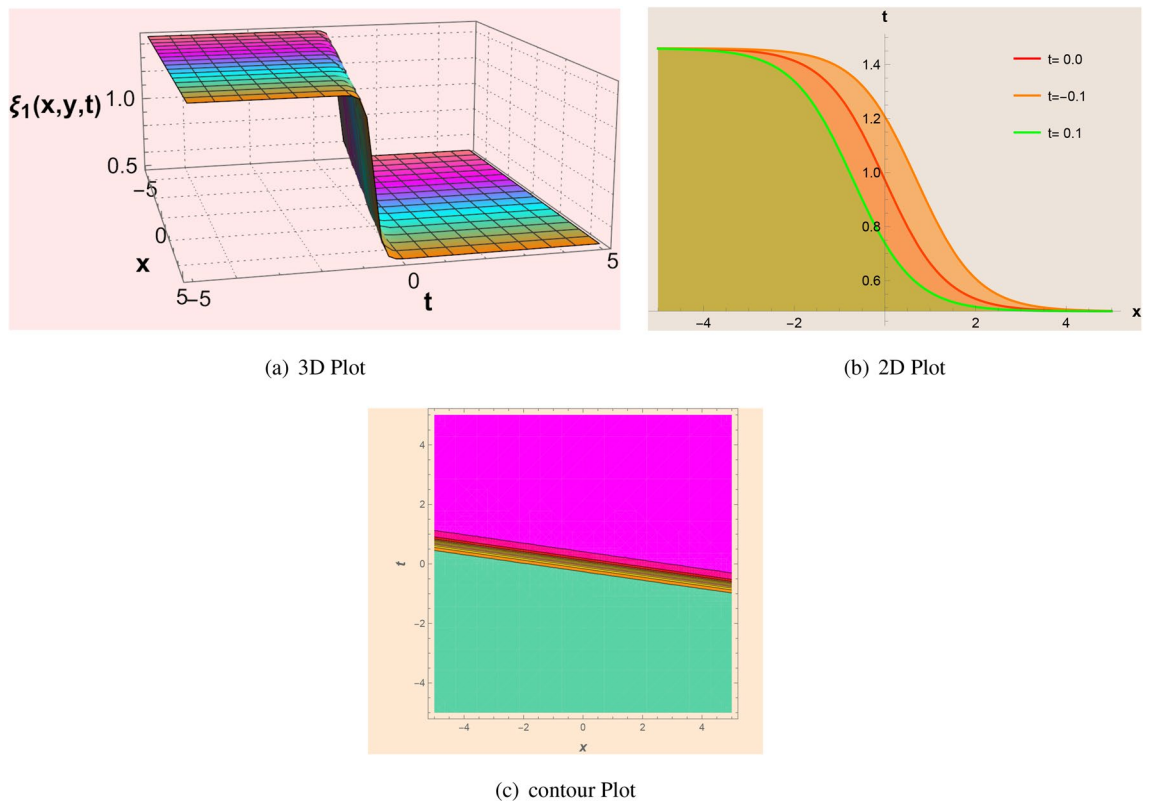 ξ1(x,y,t)
1.0
0.5
-5
0
x
5
-5
0
t
5
(a) 3D Plot
t
1.4
1.2
1.0
0.8
0.6
-4
-2
2
4
x
t= 0.0
t=-0.1
t= 0.1
(b) 2D Plot
4
2
0
-2
-4
t
-4
-2
0
2
4
x
(c) contour Plot